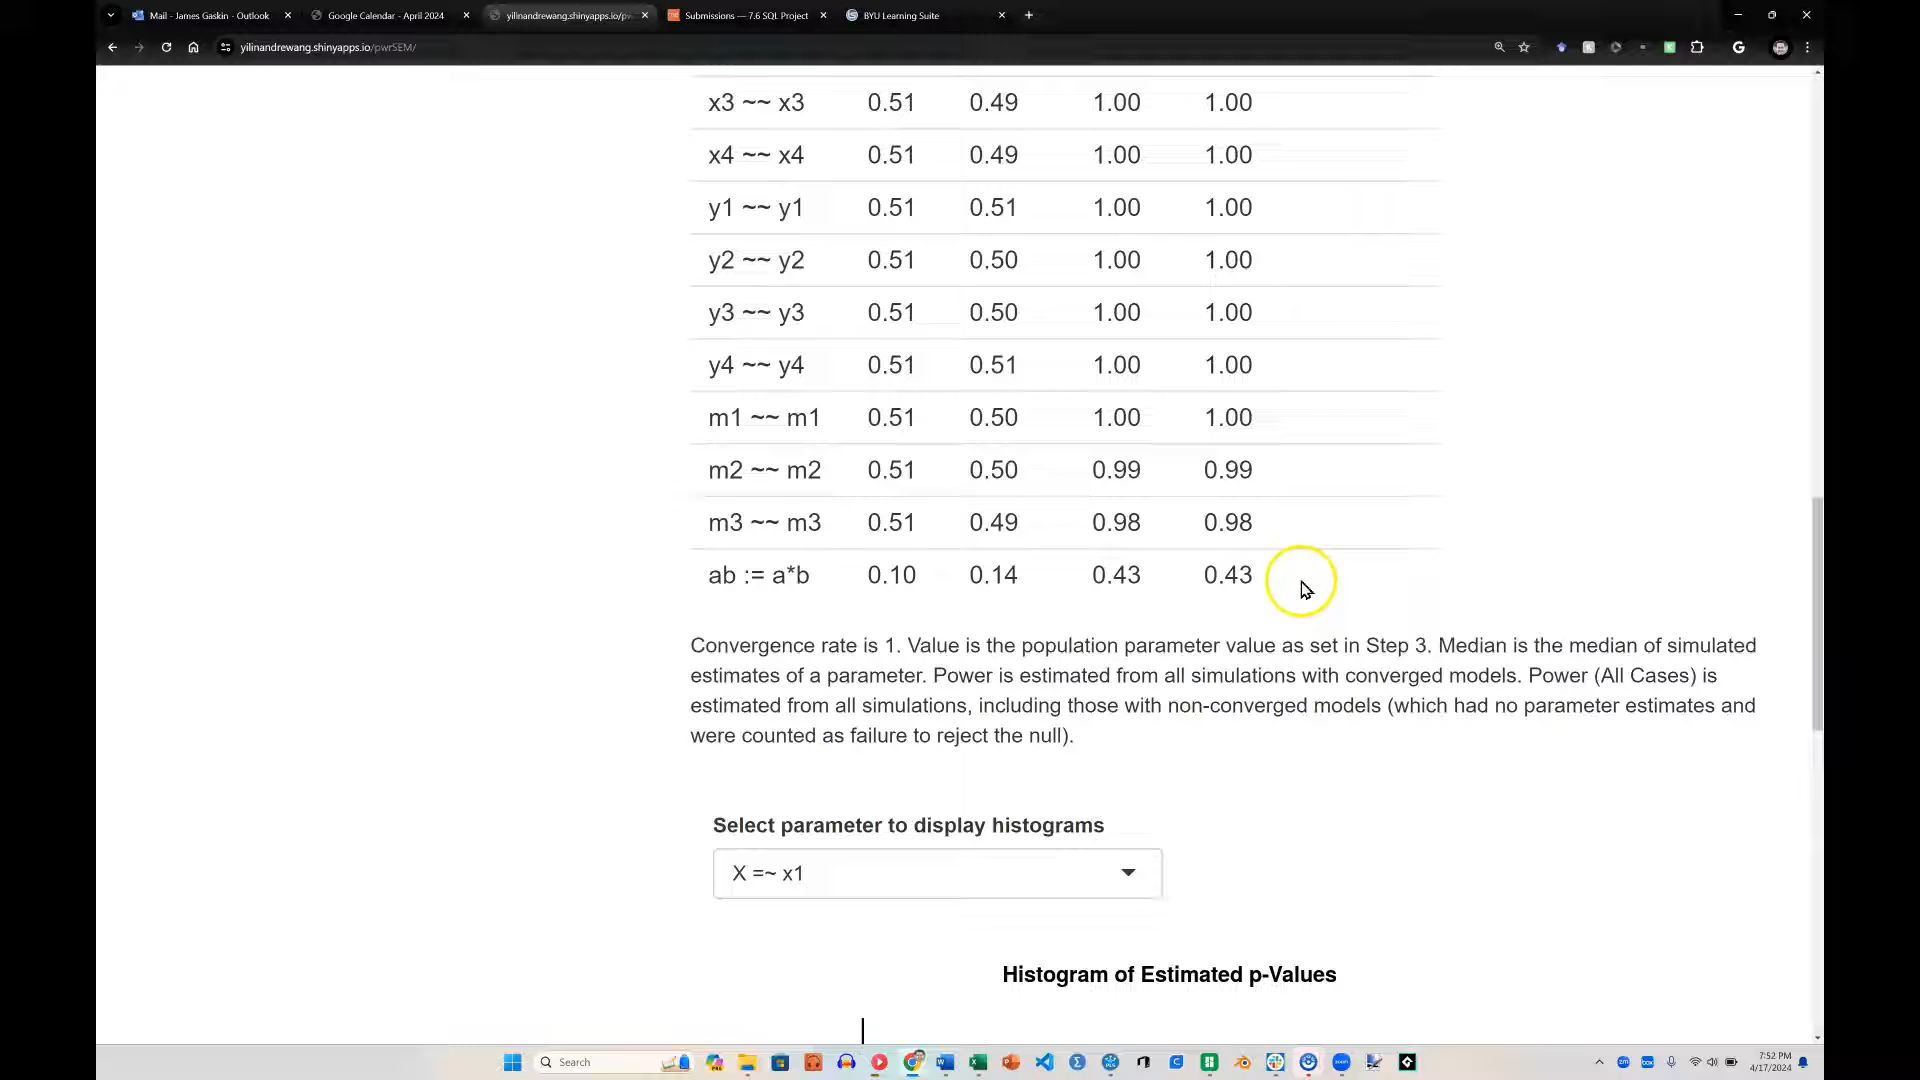 Mail - James Gaskin - Outlook
Google Calendar - April 2024
yilinandrewang.shinyapps.io/pw
Submissions — 7.6 SQL Project
BYU Learning Suite
yilinandrewang.shinyapps.io/pwrSEM/
x3 ~~ x3 0.51 0.49 1.00 1.00
x4 ~~ x4 0.51 0.49 1.00 1.00
y1 ~~ y1 0.51 0.51 1.00 1.00
y2 ~~ y2 0.51 0.50 1.00 1.00
y3 ~~ y3 0.51 0.50 1.00 1.00
y4 ~~ y4 0.51 0.51 1.00 1.00
m1 ~~ m1 0.51 0.50 1.00 1.00
m2 ~~ m2 0.51 0.50 0.99 0.99
m3 ~~ m3 0.51 0.49 0.98 0.98
ab := a*b 0.10 0.14 0.43 0.43
Convergence rate is 1. Value is the population parameter value as set in Step 3. Median is the median of simulated
estimates of a parameter. Power is estimated from all simulations with converged models. Power (All Cases) is
estimated from all simulations, including those with non-converged models (which had no parameter estimates and
were counted as failure to reject the null).
Select parameter to display histograms
X =~ x1
Histogram of Estimated p-Values
Search
7:52 PM
4/17/2024